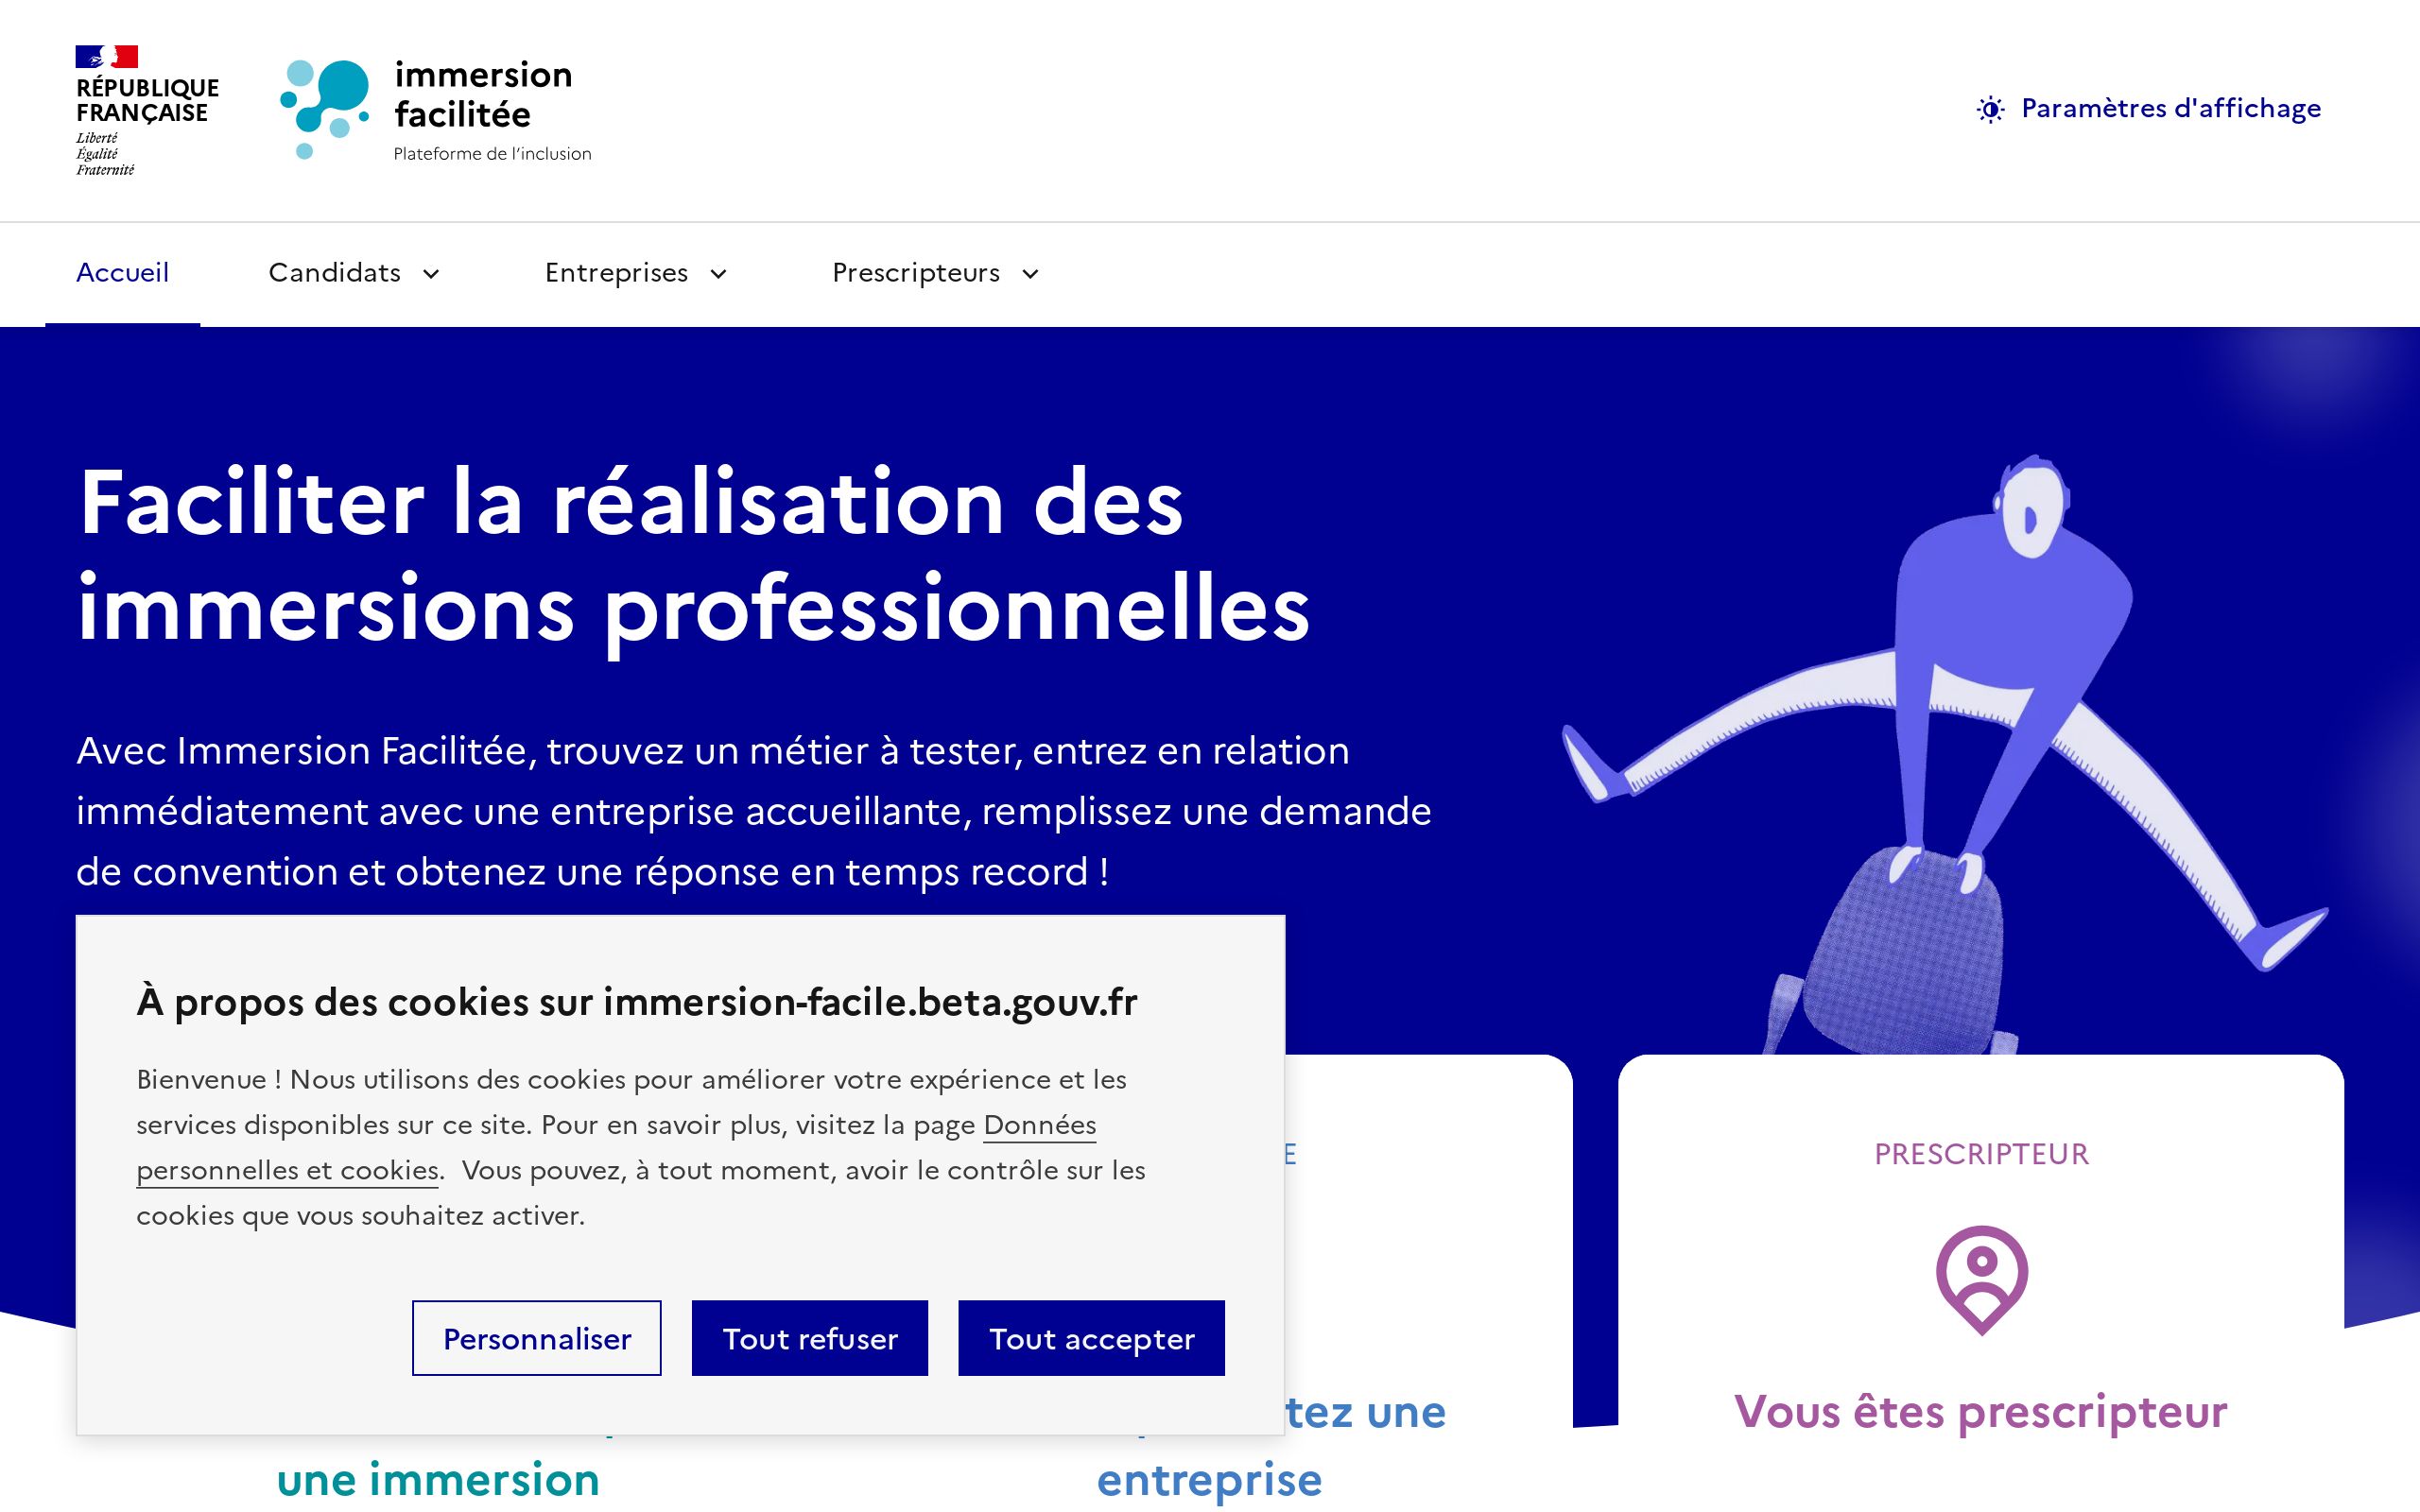 RÉPUBLIQUE
FRANÇAISE
Liberté
Égalité
Fraternité
immersion
facilitée
Plateforme de l'inclusion
Paramètres d'affichage
Accueil
Candidats
Entreprises
Prescripteurs
Faciliter la réalisation des
immersions professionnelles
Avec Immersion Facilitée, trouvez un métier à tester, entrez en relation
immédiatement avec une entreprise accueillante, remplissez une demande
de convention et obtenez une réponse en temps record !
À propos des cookies sur immersion-facile.beta.gouv.fr
Bienvenue ! Nous utilisons des cookies pour améliorer votre expérience et les
services disponibles sur ce site. Pour en savoir plus, visitez la page Données
personnelles et cookies. Vous pouvez, à tout moment, avoir le contrôle sur les
cookies que vous souhaitez activer.
Personnaliser
Tout refuser
Tout accepter
une immersion
une
entreprise
PRESCRIPTEUR
Vous êtes prescripteur